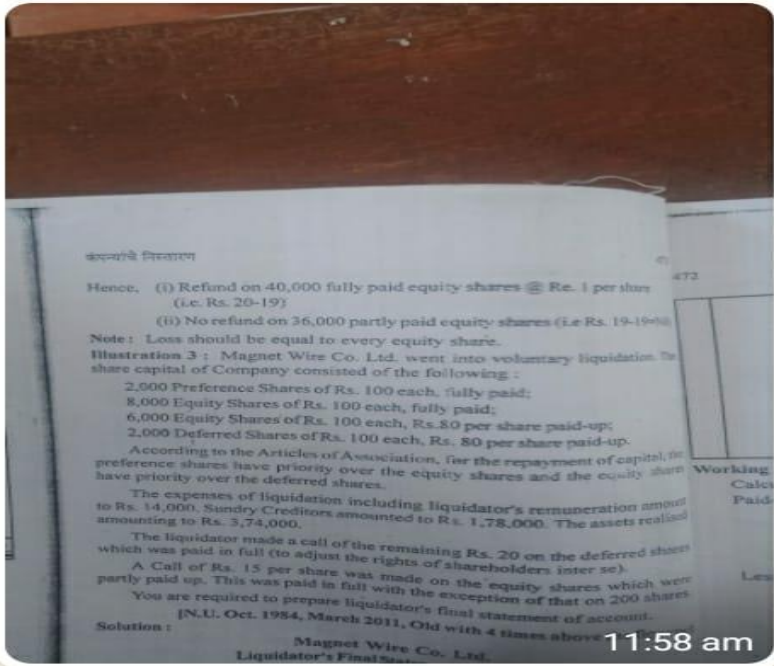 कंपन्यांचे निस्तारण
473
Hence, (i) Refund on 40,000 fully paid equity shares @ Re. 1 per share
(i.e. Rs. 20-19)
(ii) No refund on 36,000 partly paid equity shares (i.e Rs. 19-19
Note : Loss should be equal to every equity share.
Illustration 3 : Magnet Wire Co. Ltd. went into voluntary liquidation. The
share capital of Company consisted of the following :
2,000 Preference Shares of Rs. 100 each, fully paid;
8,000 Equity Shares of Rs. 100 each, fully paid;
6,000 Equity Shares of Rs. 100 each, Rs.80 per share paid-up;
2,000 Deferred Shares of Rs. 100 each, Rs. 80 per share paid-up.
According to the Articles of Association, for the repayment of capital, the
preference shares have priority over the equity shares and the equity share
have priority over the deferred shares.
The expenses of liquidation including liquidator's remuneration amount
to Rs. 14,000. Sundry Creditors amounted to Rs. 1,78,000. The assets realised
amounting to Rs. 3,74,000.
The liquidator made a call of the remaining Rs. 20 on the deferred shares
which was paid in full (to adjust the rights of shareholders inter se).
A Call of Rs. 15 per share was made on the equity shares which were
partly paid up. This was paid in full with the exception of that on 200 shares
You are required to prepare liquidator's final statement of account.
[N.U. Oct. 1984, March 2011, Old with 4 times above
Solution :
Magnet Wire Co. Ltd.
Liquidator's Final
Working
Calc
Paid
Les
11:58 am